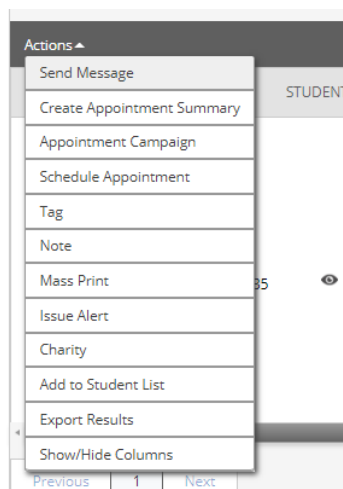 Actions
Send Message
STUDENT
Create Appointment Summary
Appointment Campaign
Schedule Appointment
Tag
Note
Mass Print
35
Issue Alert
Charity
Add to Student List
Export Results
Show/Hide Columns
Previous 1 Next